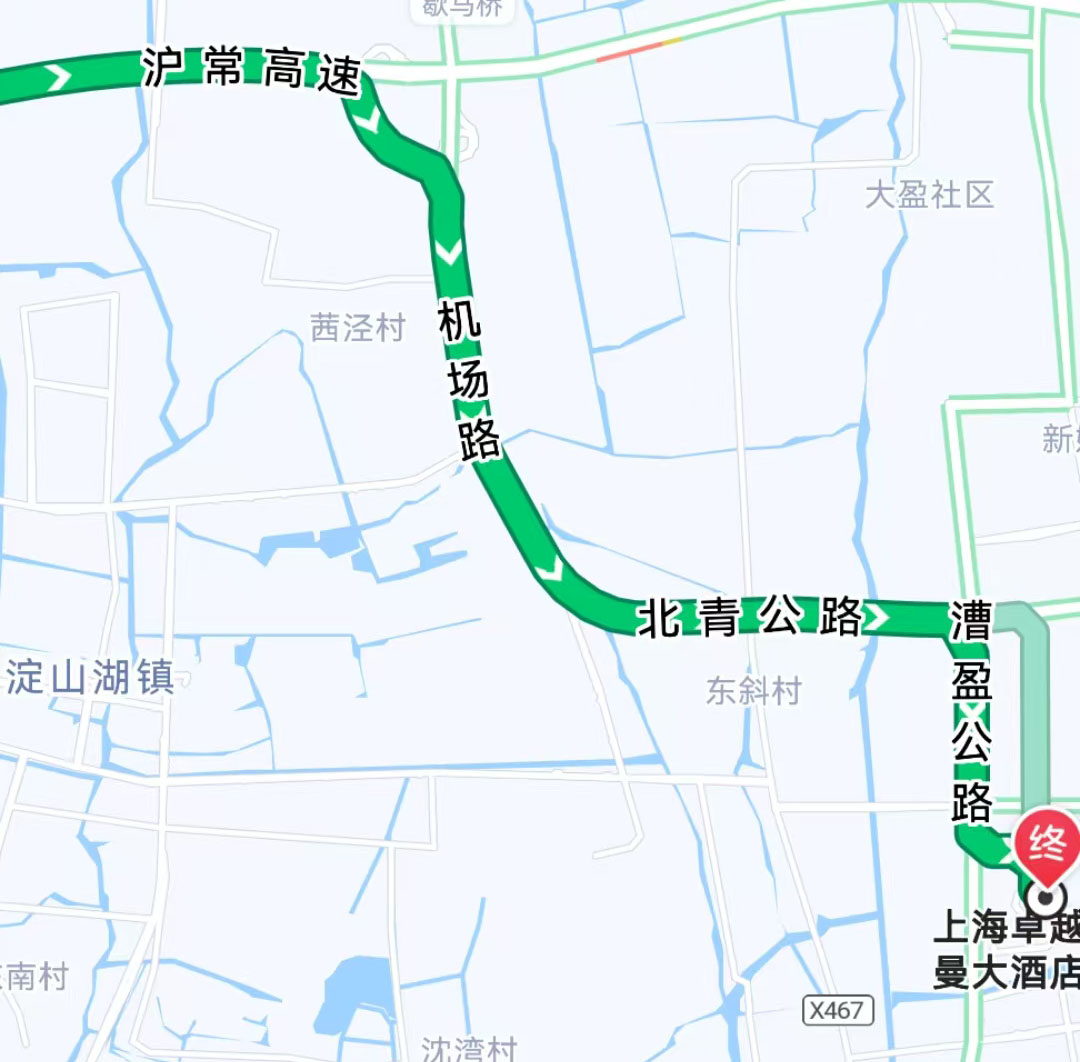 歇马桥
沪常高速
大盈社区
茜泾村
机场路
北青公路
漕盈公路
淀山湖镇
东斜村
终
上海卓越
曼大酒店
南村
X467
沈湾村